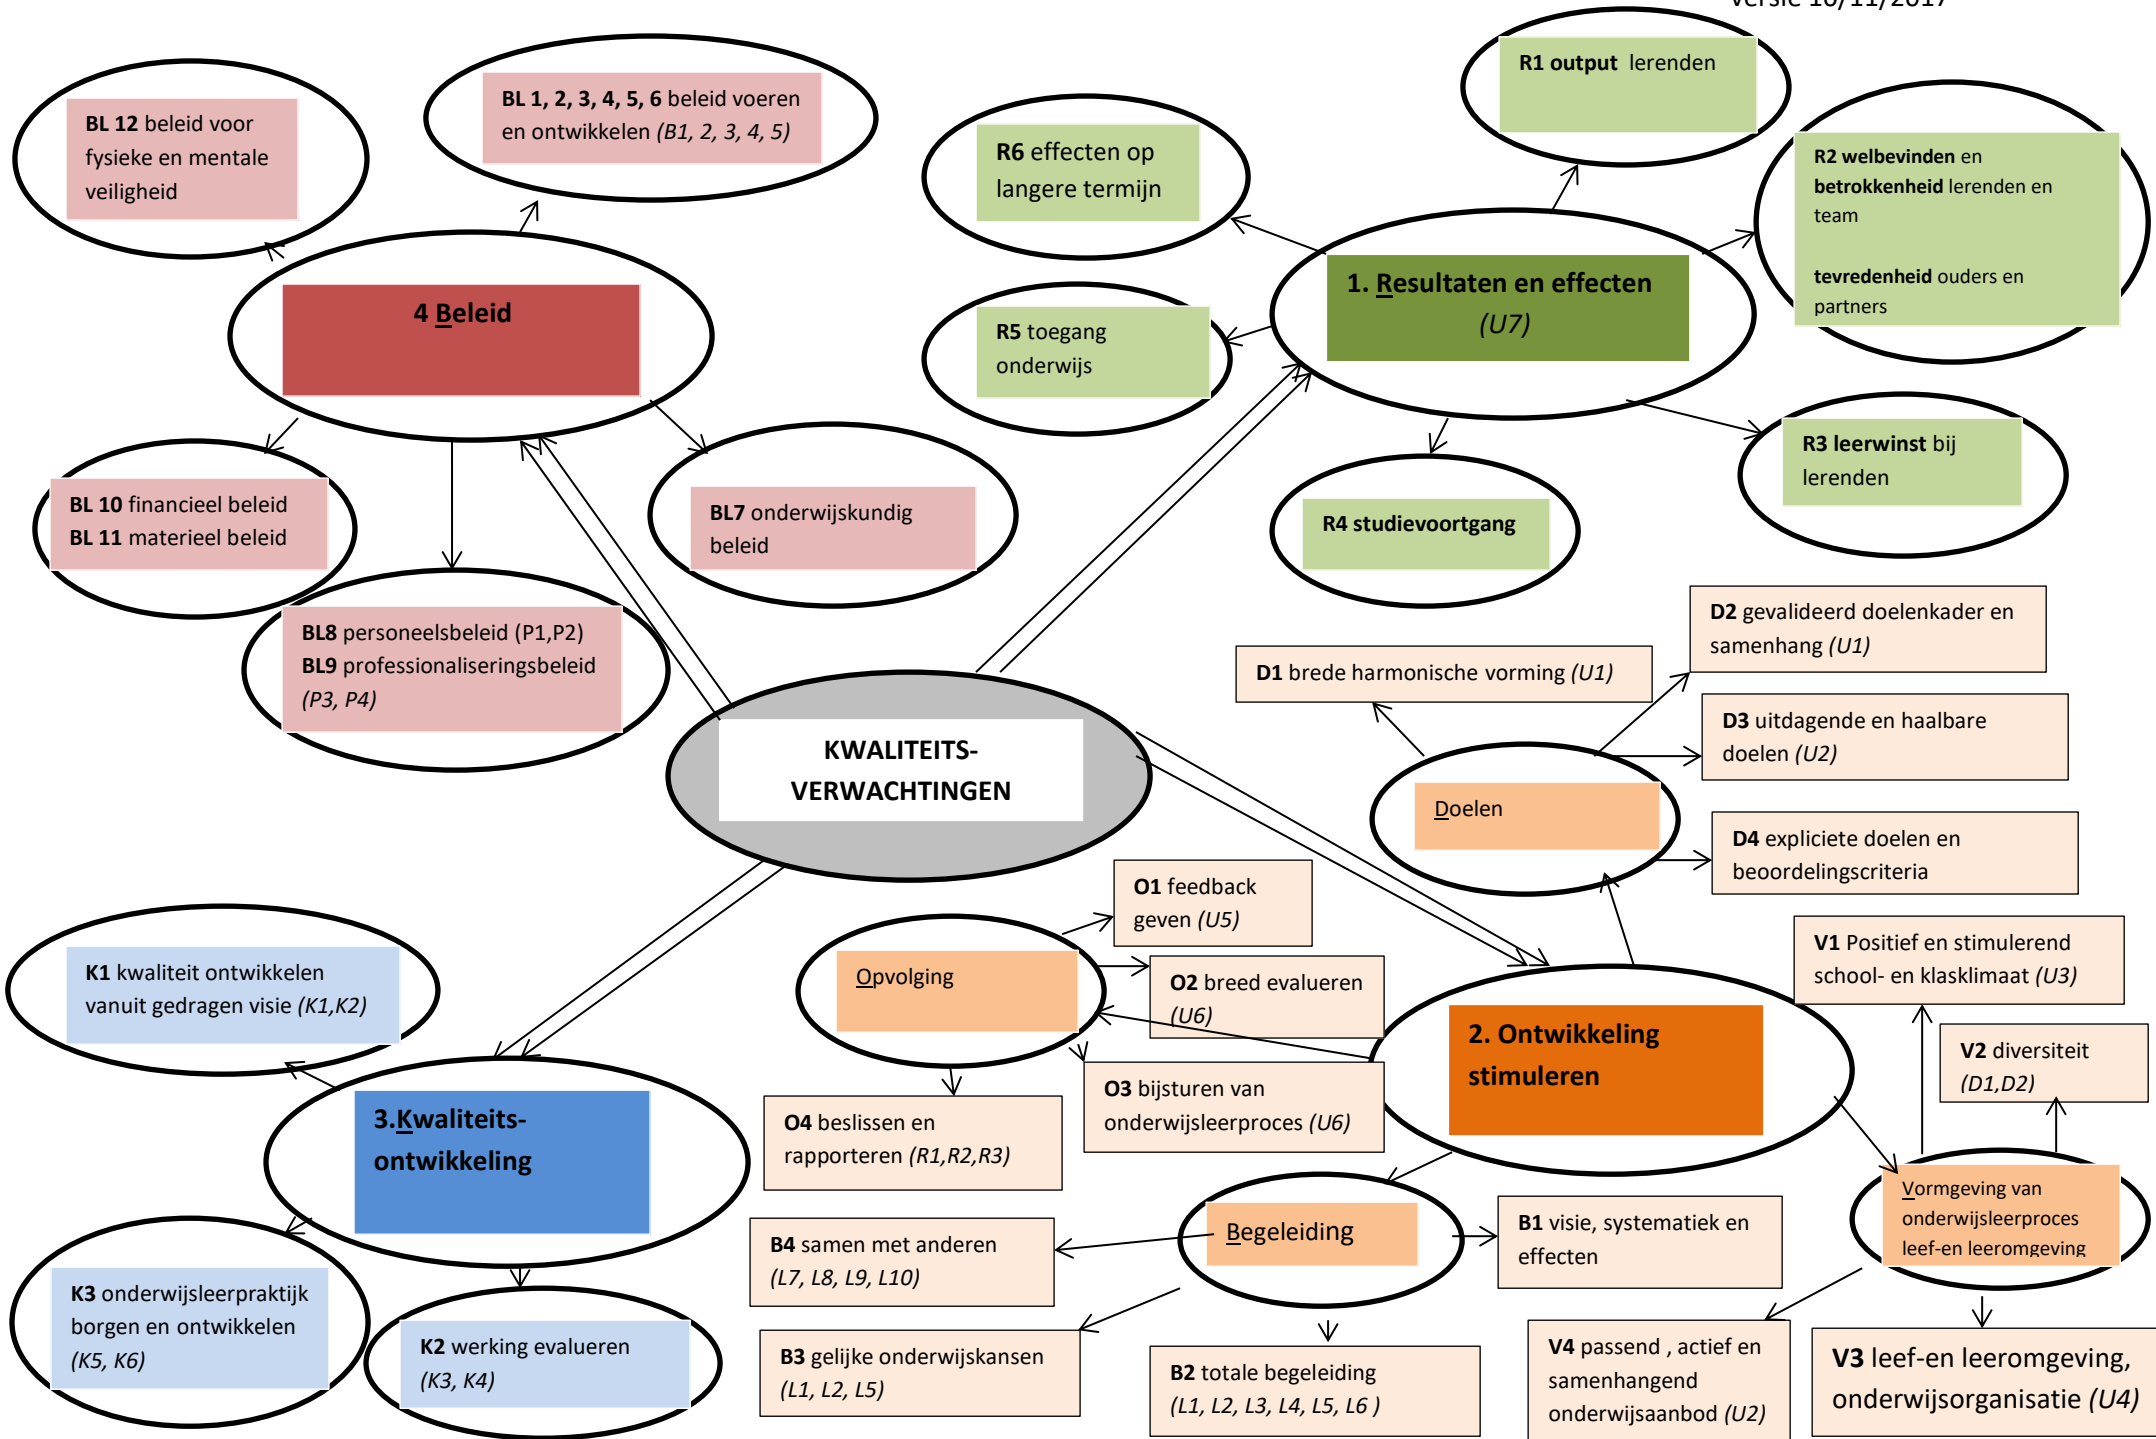 versie 10/11/2017
BL 12 beleid voor
fysieke en mentale
veiligheid
BL 1, 2, 3, 4, 5, 6 beleid voeren
en ontwikkelen (B1, 2, 3, 4, 5)
4 Beleid
BL 10 financieel beleid
BL 11 materieel beleid
BL7 onderwijskundig
beleid
BL8 personeelsbeleid (P1,P2)
BL9 professionaliseringsbeleid
(P3, P4)
R1 output lerenden
R6 effecten op
langere termijn
R2 welbevinden en
betrokkenheid lerenden en
team
tevredenheid ouders en
partners
1. Resultaten en effecten
(U7)
R5 toegang
onderwijs
R3 leerwinst bij
lerenden
R4 studievoortgang
KWALITEITS-
VERWACHTINGEN
D2 gevalideerd doelenkader en
samenhang (U1)
D1 brede harmonische vorming (U1)
D3 uitdagende en haalbare
doelen (U2)
Doelen
D4 expliciete doelen en
beoordelingscriteria
O1 feedback
geven (U5)
Opvolging
O2 breed evalueren
(U6)
O3 bijsturen van
onderwijsleerproces (U6)
O4 beslissen en
rapporteren (R1,R2,R3)
2. Ontwikkeling
stimuleren
V1 Positief en stimulerend
school- en klasklimaat (U3)
V2 diversiteit
(D1,D2)
Vormgeving van
onderwijsleerproces
leef-en leeromgeving
V4 passend , actief en
samenhangend
onderwijsaanbod (U2)
V3 leef-en leeromgeving,
onderwijsorganisatie (U4)
Begeleiding
B1 visie, systematiek en
effecten
B4 samen met anderen
(L7, L8, L9, L10)
B3 gelijke onderwijskansen
(L1, L2, L5)
B2 totale begeleiding
(L1, L2, L3, L4, L5, L6 )
K1 kwaliteit ontwikkelen
vanuit gedragen visie (K1,K2)
3.Kwaliteits-
ontwikkeling
K3 onderwijsleerpraktijk
borgen en ontwikkelen
(K5, K6)
K2 werking evalueren
(K3, K4)